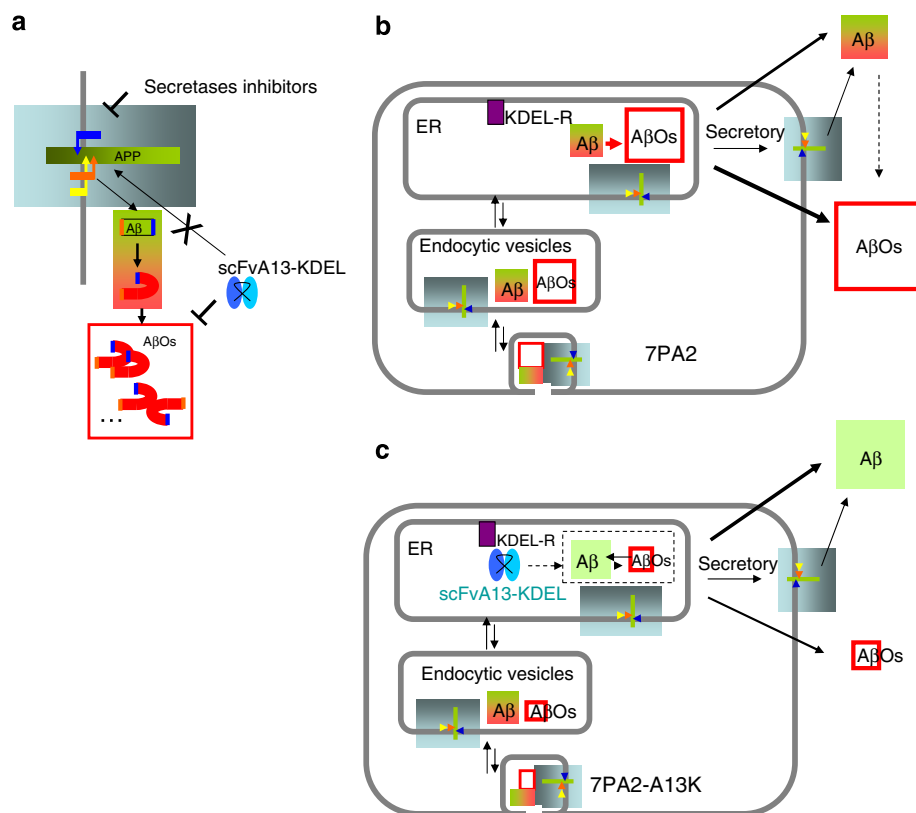 a
Secretases inhibitors
APP
Aβ
scFvA13-KDEL
AβOs
...
b
Aβ
KDEL-R
ER
Aβ
AβOs
Secretory
Endocytic vesicles
Aβ
AβOs
AβOs
7PA2
c
Aβ
ER
KDEL-R
Aβ
AβOs
Secretory
scFvA13-KDEL
AβOs
Endocytic vesicles
Aβ
AβOs
7PA2-A13K